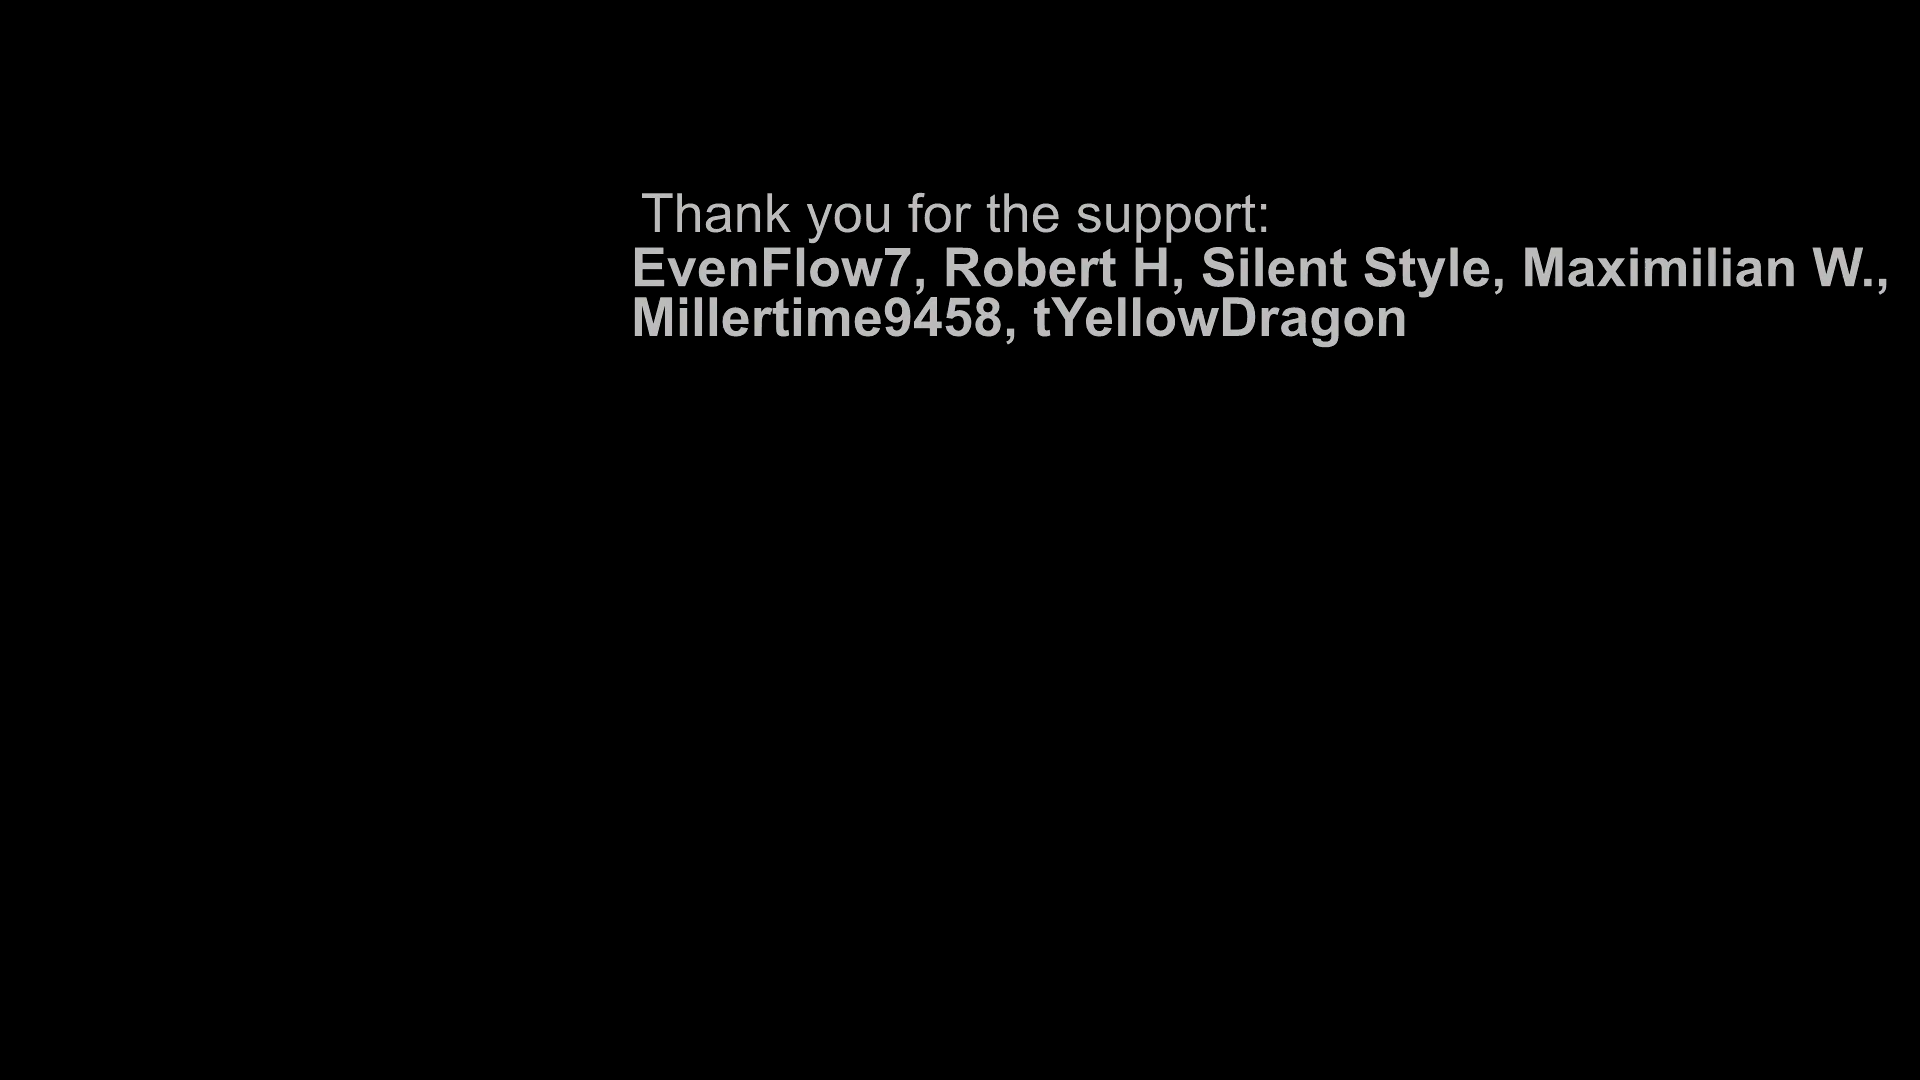 Thank you for the support:
EvenFlow7, Robert H, Silent Style, Maximilian W.,
Millertime9458, tYellowDragon